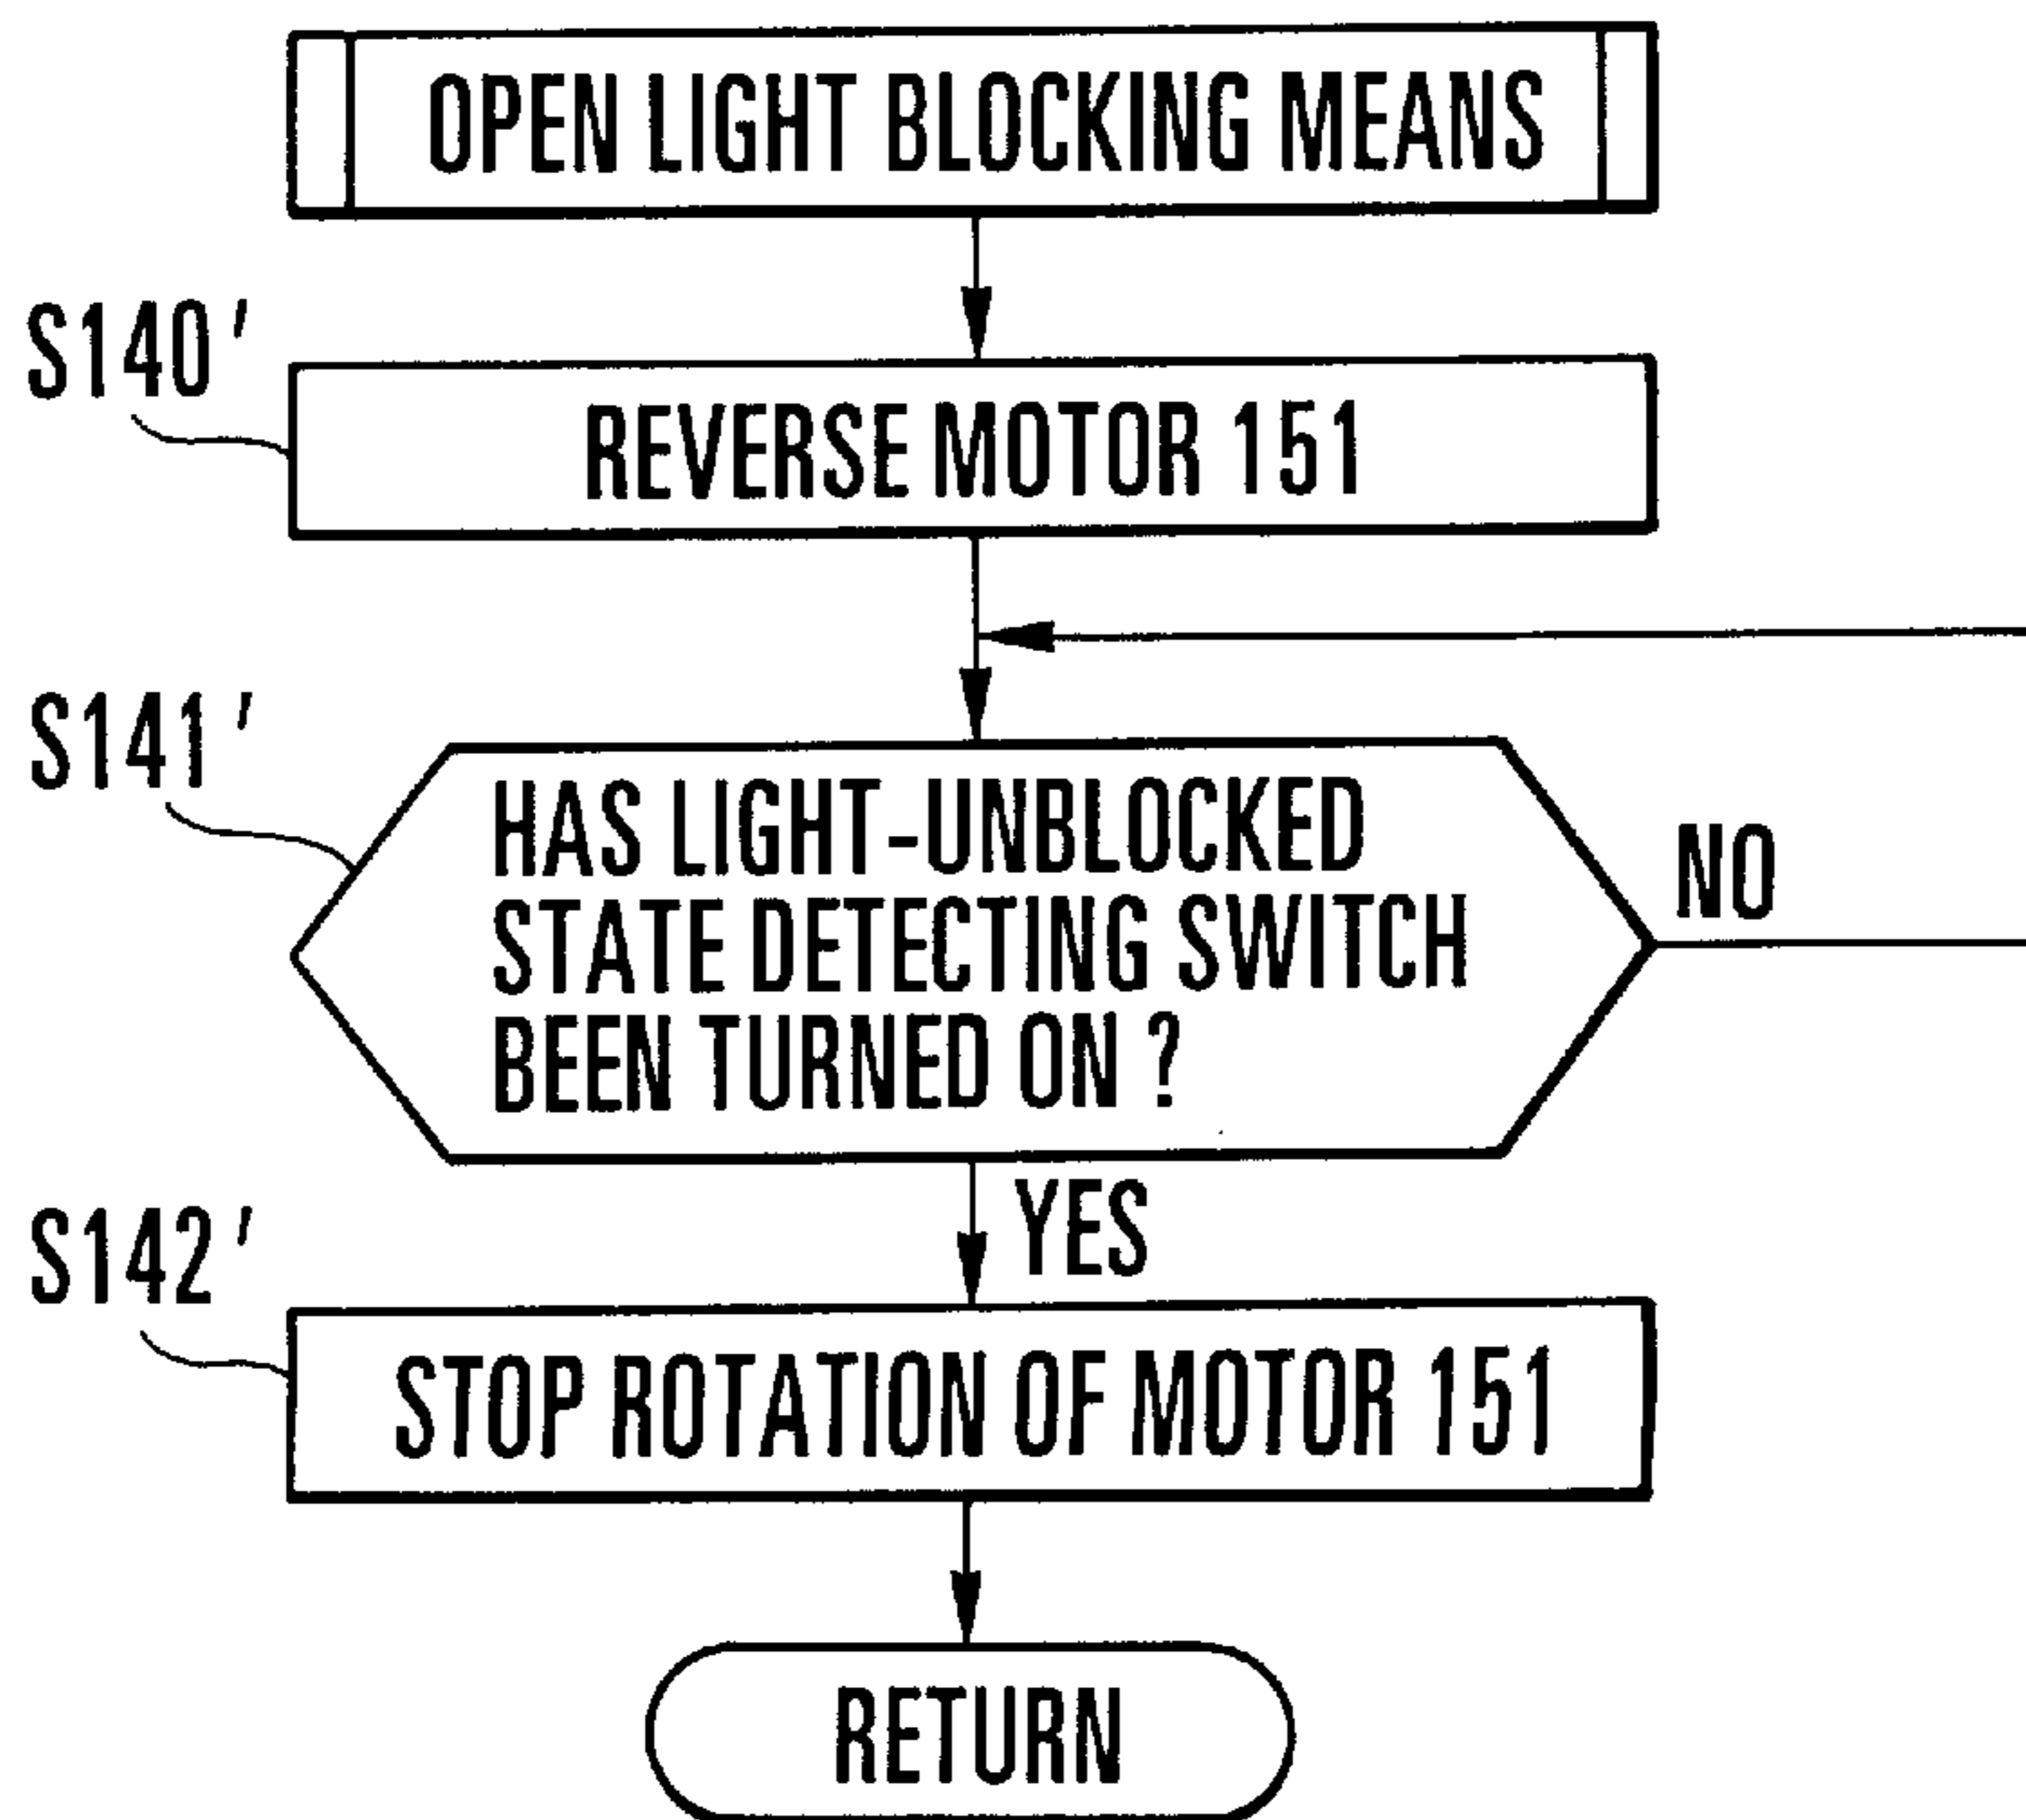 OPEN LIGHT BLOCKING MEANS
S140'
REVERSE MOTOR 151
S141'
HAS LIGHT-UNBLOCKED
STATE DETECTING SWITCH
BEEN TURNED ON ?
NO
YES
S142'
STOP ROTATION OF MOTOR 151
RETURN